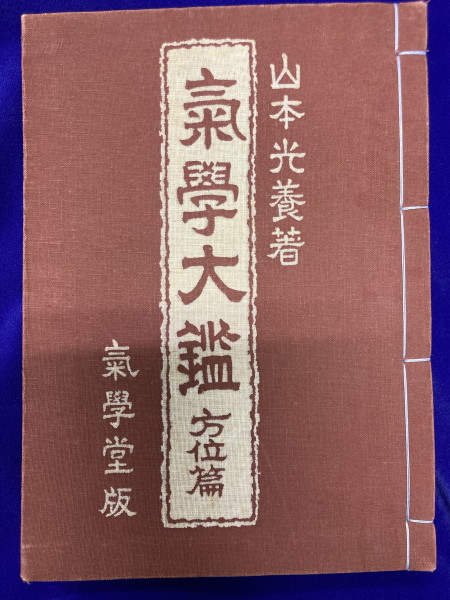 山本光養著
氣學大鑑 方位篇
氣學堂版